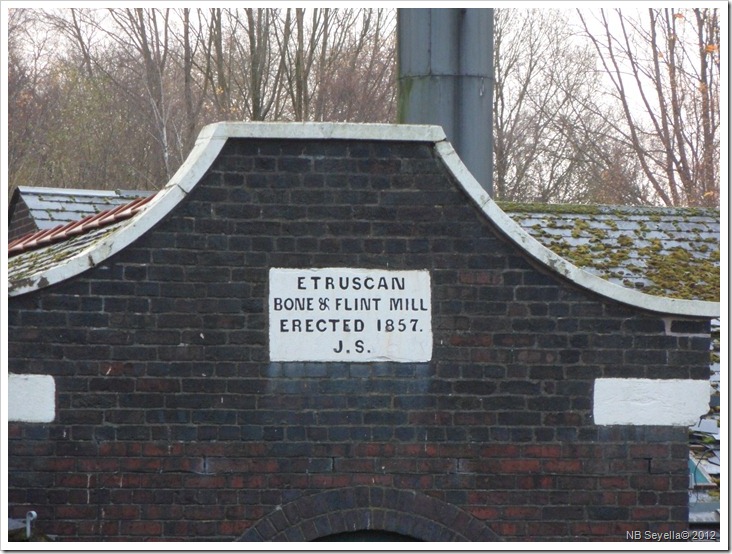 ETRUSCAN
BONE & FLINT MILL
ERECTED 1857.
J.S.
NB Seyella© 2012